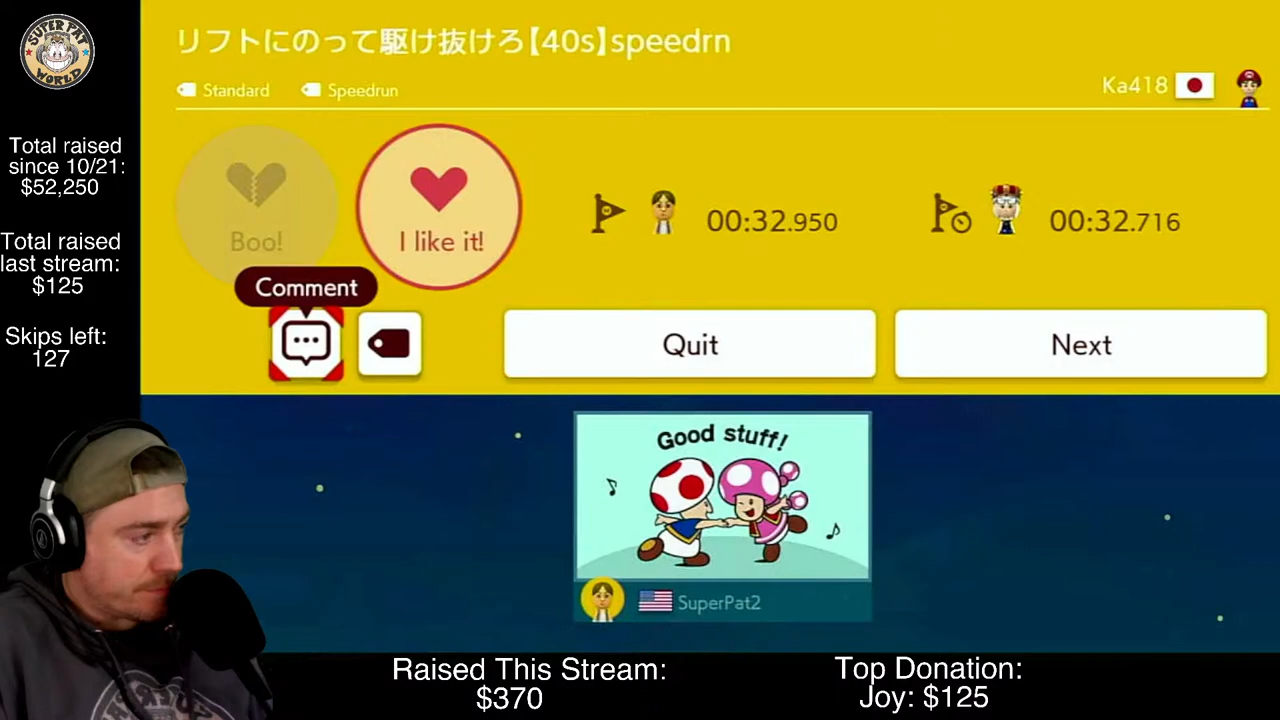 SUPER PAT
WORLD
リフトにのって駆け抜けろ【40s】speedrn
Standard
Speedrun
Ka418
Total raised
since 10/21:
$52,250
Total raised
last stream:
$125
Skips left:
127
Boo!
I like it!
00:32.950
00:32.716
Comment
Quit
Next
Good stuff!
SuperPat2
Raised This Stream:
$370
Top Donation:
Joy: $125